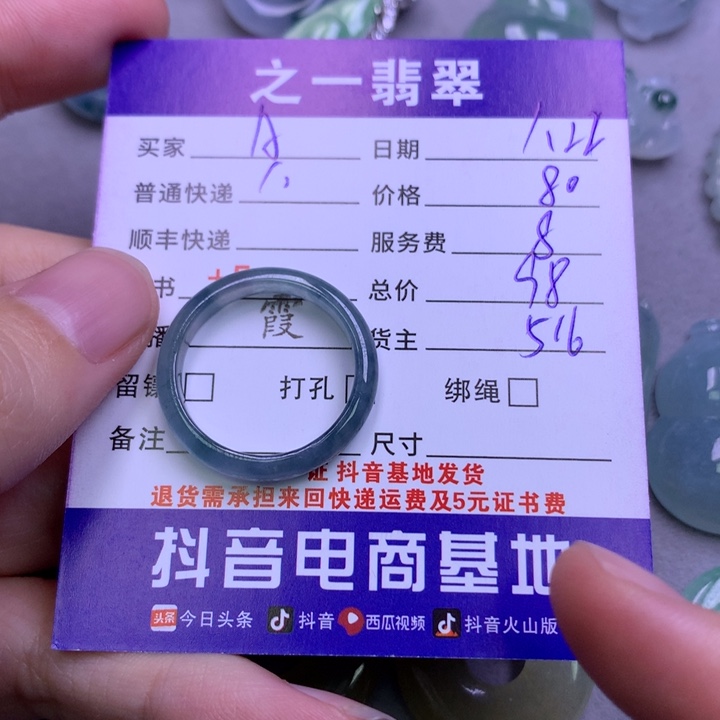 之一翡翠
买家 日期 1.22
普通快递 价格 80
顺丰快递 服务费 8
书 总价
播 霞 货主 516
留镖 打孔 绑绳
备注 尺寸
证 抖音基地发货
退货需承担来回快递运费及5元证书费
抖音电商基地
头条 今日头条 抖音 西瓜视频 抖音火山版